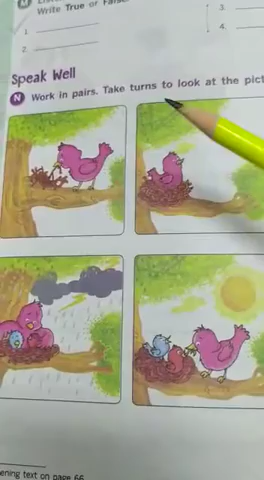 Write True or False
1.
3.
2.
4.
Speak Well
N Work in pairs. Take turns to look at the pict
ening text on page 66